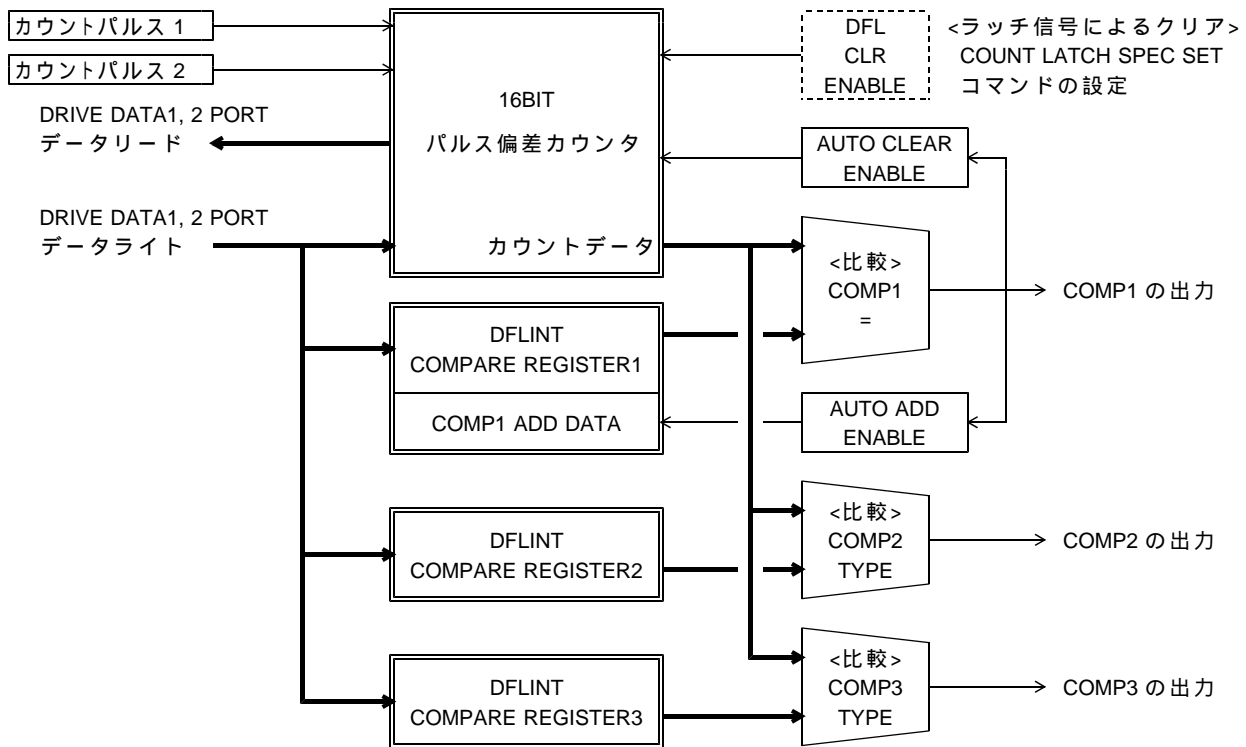 カウントパルス 1
カウントパルス 2
DRIVE DATA1, 2 PORT
データリード
DRIVE DATA1, 2 PORT
データライト
16BIT
パルス偏差カウンタ
カウントデータ
DFL
CLR
ENABLE
<ラッチ信号によるクリア>
COUNT LATCH SPEC SET
コマンドの設定
AUTO CLEAR
ENABLE
<比較>
COMP1
=
COMP1 の出力
DFLINT
COMPARE REGISTER1
COMP1 ADD DATA
AUTO ADD
ENABLE
DFLINT
COMPARE REGISTER2
<比較>
COMP2
TYPE
COMP2 の出力
DFLINT
COMPARE REGISTER3
<比較>
COMP3
TYPE
COMP3 の出力